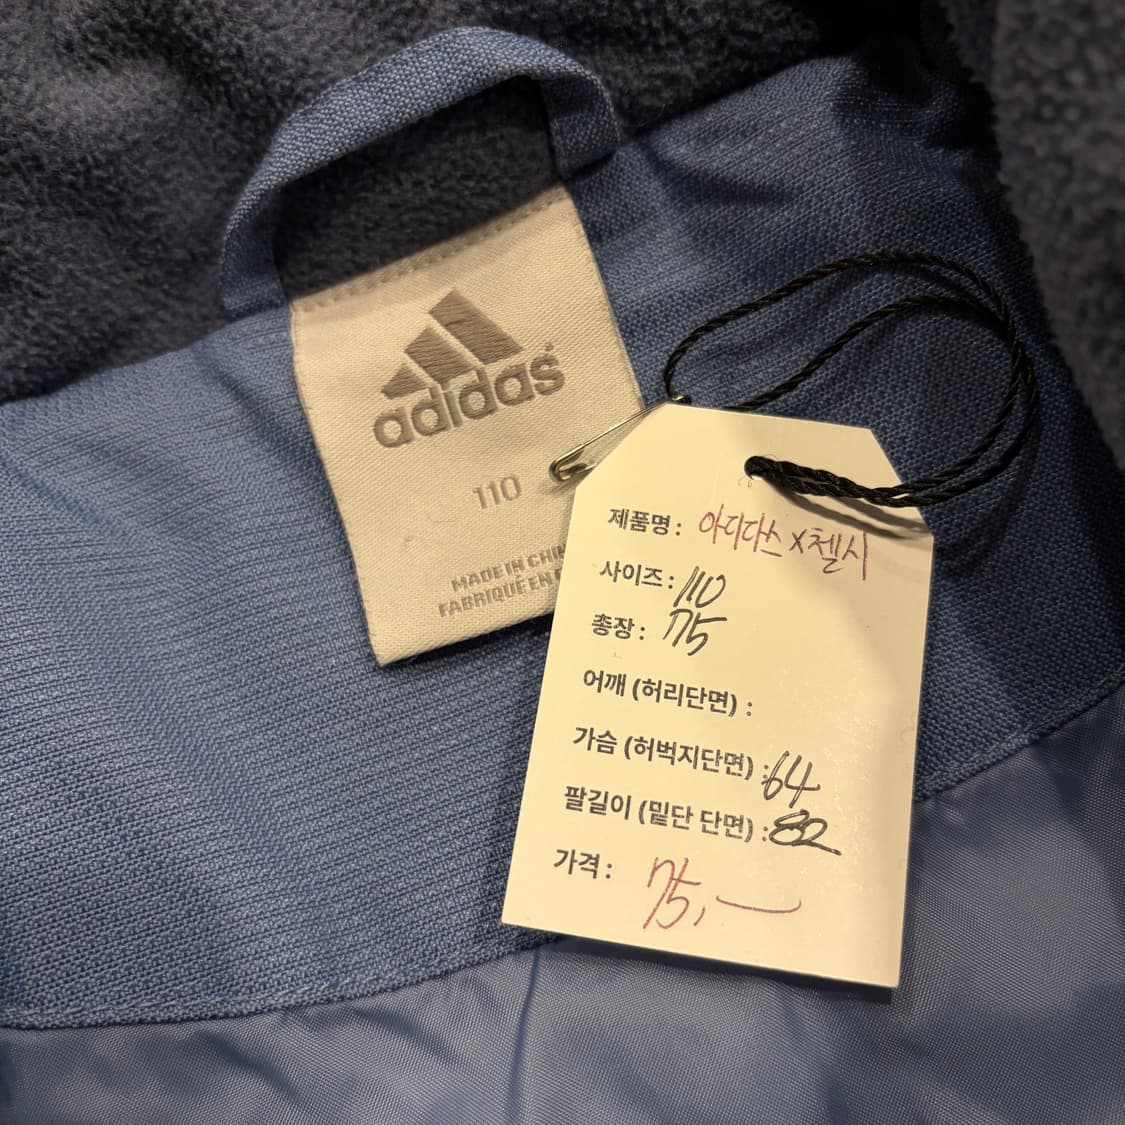 adidas
110
MADE IN CHIN
FABRIQUÉ EN
제품명 : 아디다스 X 첼시
사이즈 : 110
총장 : 75
어깨 (허리단면) :
가슴 (허벅지단면) : 64
팔길이 (밑단 단면) : 82
가격 : 75,—